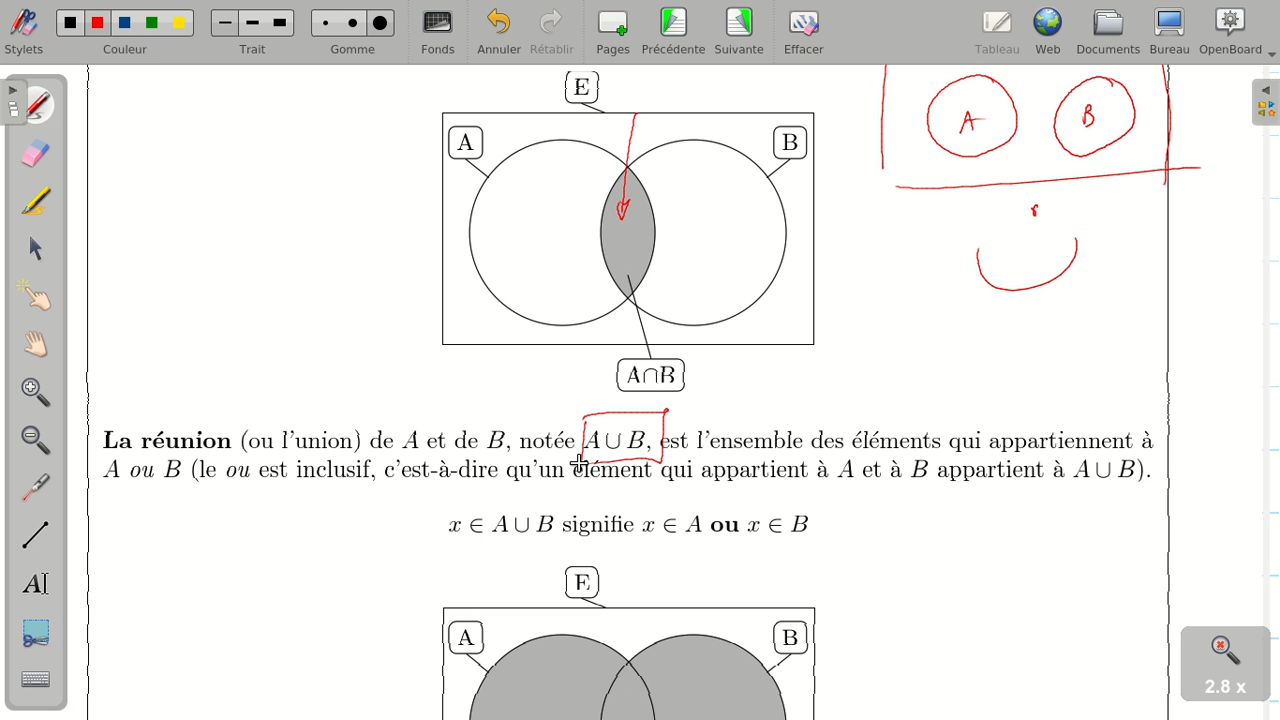 Stylets Couleur Trait Gomme Fonds Annuler Rétablir Pages Précédente Suivante Effacer Tableau Web Documents Bureau OpenBoard
E
A B
A B
A∩B
La réunion (ou l'union) de A et de B, notée A ∪ B, est l'ensemble des éléments qui appartiennent à
A ou B (le ou est inclusif, c'est-à-dire qu'un élément qui appartient à A et à B appartient à A ∪ B).
x ∈ A ∪ B signifie x ∈ A ou x ∈ B
E
A B
A
2.8 x